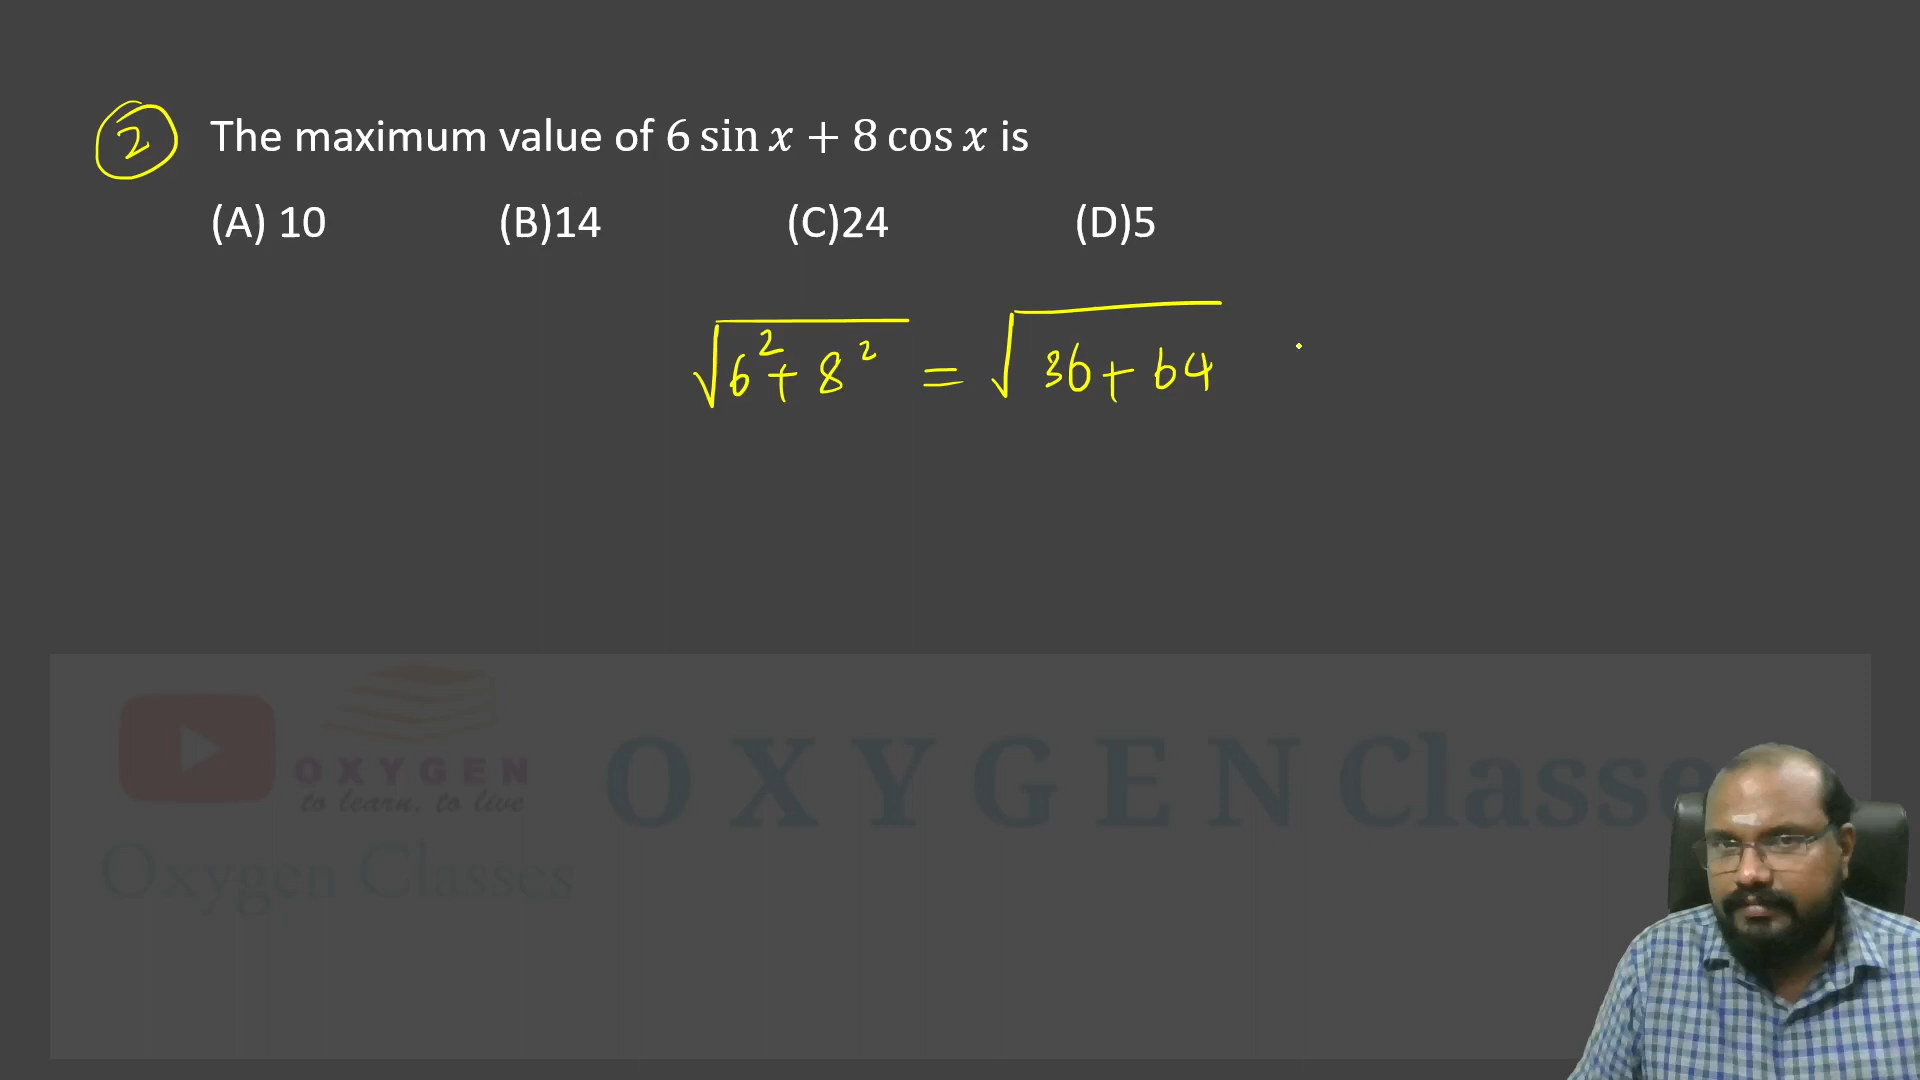 2 The maximum value of 6 sin x + 8 cos x is
(A) 10 (B)14 (C)24 (D)5
√6²+8² = √36+64
OXYGEN
to learn, to live
OXYGEN Classe
Oxygen Classes